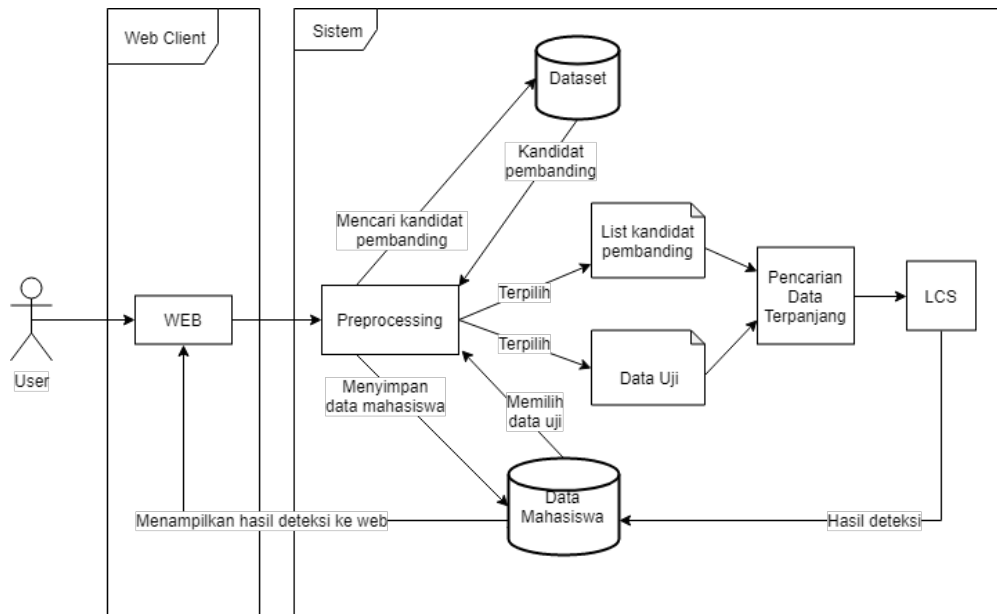 Web Client
Sistem
Dataset
Kandidat
pembanding
Mencari kandidat
pembanding
List kandidat
pembanding
Terpilih
Pencarian
Data
Terpanjang
LCS
WEB
Preprocessing
Terpilih
Data Uji
User
Menyimpan
data mahasiswa
Memilih
data uji
Data
Mahasiswa
Menampilkan hasil deteksi ke web
Hasil deteksi